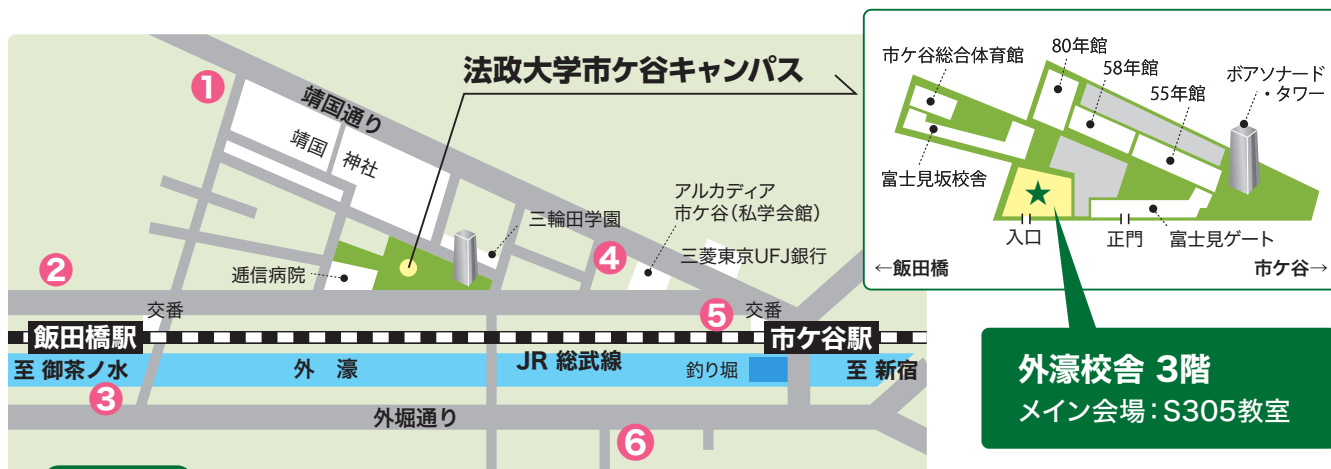 法政大学市ケ谷キャンパス
❶
靖国通り
靖国
神社
三輪田学園
アルカディア
市ケ谷（私学会館）
❹
三菱東京UFJ銀行
❷
逓信病院
交番
❺
交番
飯田橋駅
市ケ谷駅
至 御茶ノ水
外 濠
JR 総武線
釣り堀
至 新宿
❸
外堀通り
❻
市ケ谷総合体育館
80年館
58年館
55年館
ボアソナード
・タワー
富士見坂校舎
★
入口
正門
富士見ゲート
←飯田橋
市ケ谷→
外濠校舎 3階
メイン会場：S305教室